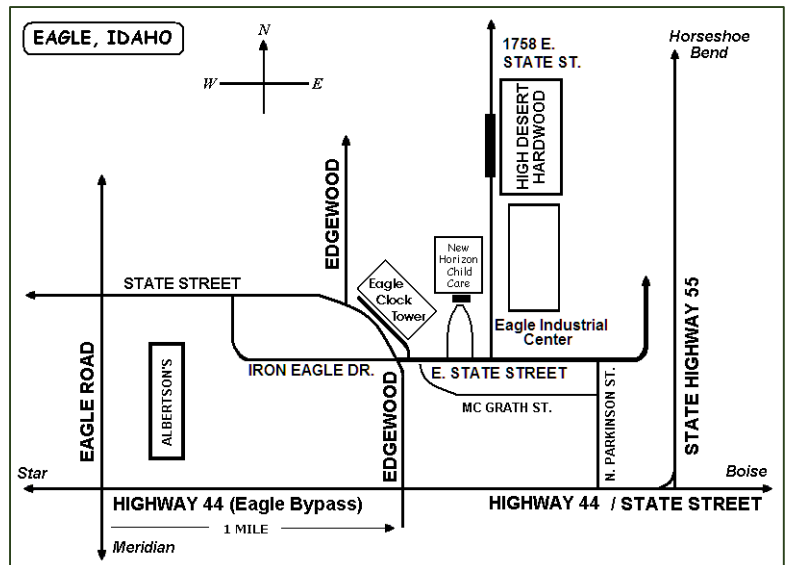 EAGLE, IDAHO
N
W
E
1758 E.
STATE ST.
Horseshoe
Bend
HIGH DESERT
HARDWOOD
EDGEWOOD
New
Horizon
Child
Care
Eagle
Clock
Tower
STATE STREET
Eagle Industrial
Center
EAGLE ROAD
ALBERTSON'S
IRON EAGLE DR.
E. STATE STREET
MC GRATH ST.
N. PARKINSON ST.
STATE HIGHWAY 55
EDGEWOOD
Star
Boise
HIGHWAY 44 (Eagle Bypass)
HIGHWAY 44 / STATE STREET
1 MILE
Meridian